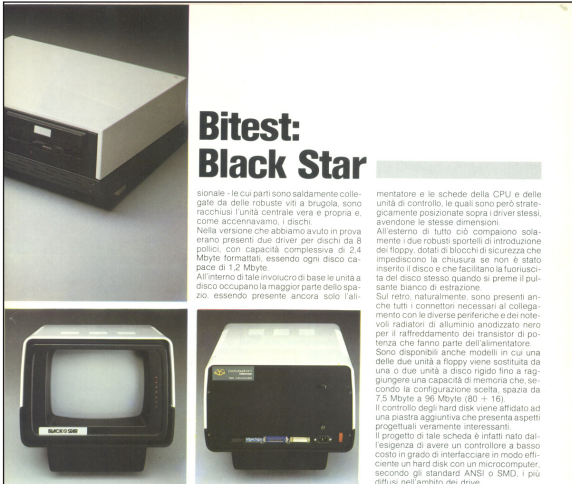 Bitest:
Black Star
sionale - le cui parti sono saldamente colle-
gate da delle robuste viti a brugola, sono
racchiusi l'unità centrale vera e propria e,
come accennavamo, i dischi.
Nella versione che abbiamo avuto in prova
erano presenti due driver per dischi da 8
pollici, con capacità complessiva di 2,4
Mbyte formattati, essendo ogni disco ca-
pace di 1,2 Mbyte.
All'interno di tale involucro di base le unità a
disco occupano la maggior parte dello spa-
zio, essendo presente ancora solo l'ali-
mentatore e le schede della CPU e delle
unità di controllo, le quali sono però strate-
gicamente posizionate sopra i driver stessi,
avendone le stesse dimensioni.
All'esterno di tutto ciò compaiono sola-
mente i due robusti sportelli di introduzione
dei floppy, dotati di blocchi di sicurezza che
impediscono la chiusura se non è stato
inserito il disco e che facilitano la fuoriusci-
ta del disco stesso quando si preme il pul-
sante bianco di estrazione.
Sul retro, naturalmente, sono presenti an-
che tutti i connettori necessari al collega-
mento con le diverse periferiche e dei note-
voli radiatori di alluminio anodizzato nero
per il raffreddamento dei transistor di po-
tenza che fanno parte dell'alimentatore.
Sono disponibili anche modelli in cui una
delle due unità a floppy viene sostituita da
una o due unità a disco rigido fino a rag-
giungere una capacità di memoria che, se-
condo la configurazione scelta, spazia da
7,5 Mbyte a 96 Mbyte (80 + 16).
Il controllo degli hard disk viene affidato ad
una piastra aggiuntiva che presenta aspetti
progettuali veramente interessanti.
Il progetto di tale scheda è infatti nato dal-
l'esigenza di avere un controllore a basso
costo in grado di interfacciare in modo effi-
ciente un hard disk con un microcomputer,
secondo gli standard ANSI o SMD, i più
diffusi nell'ambito dei drive.
BLACK STAR